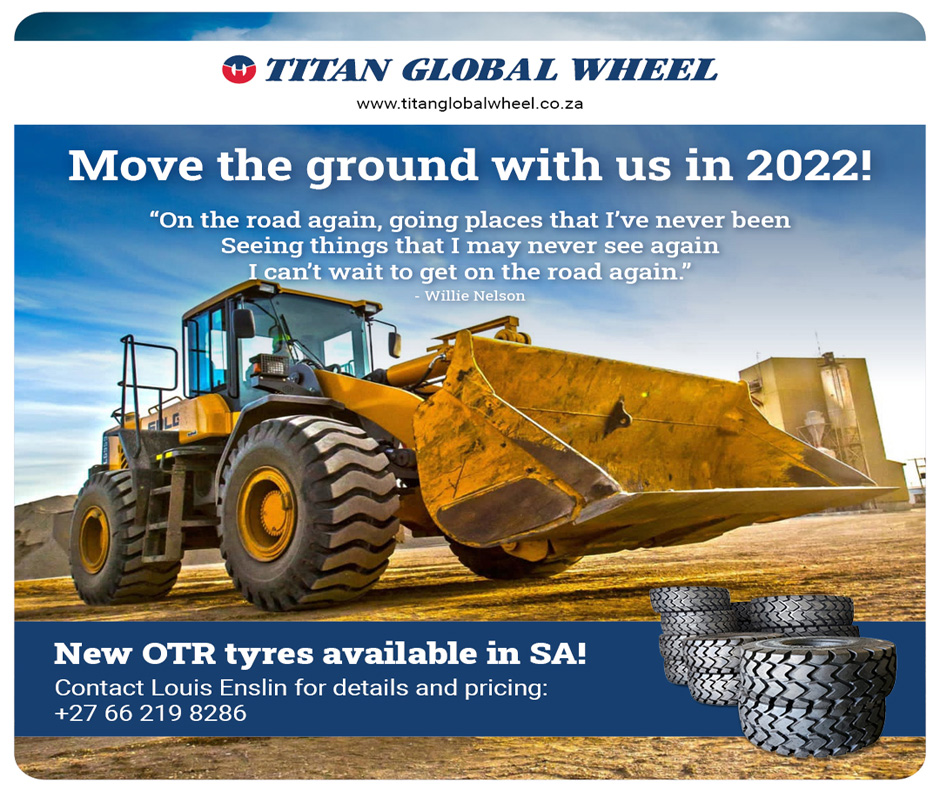 TITAN GLOBAL WHEEL
www.titanglobalwheel.co.za
Move the ground with us in 2022!
“On the road again, going places that I’ve never been
Seeing things that I may never see again
I can’t wait to get on the road again.”
- Willie Nelson
New OTR tyres available in SA!
Contact Louis Enslin for details and pricing:
+27 66 219 8286